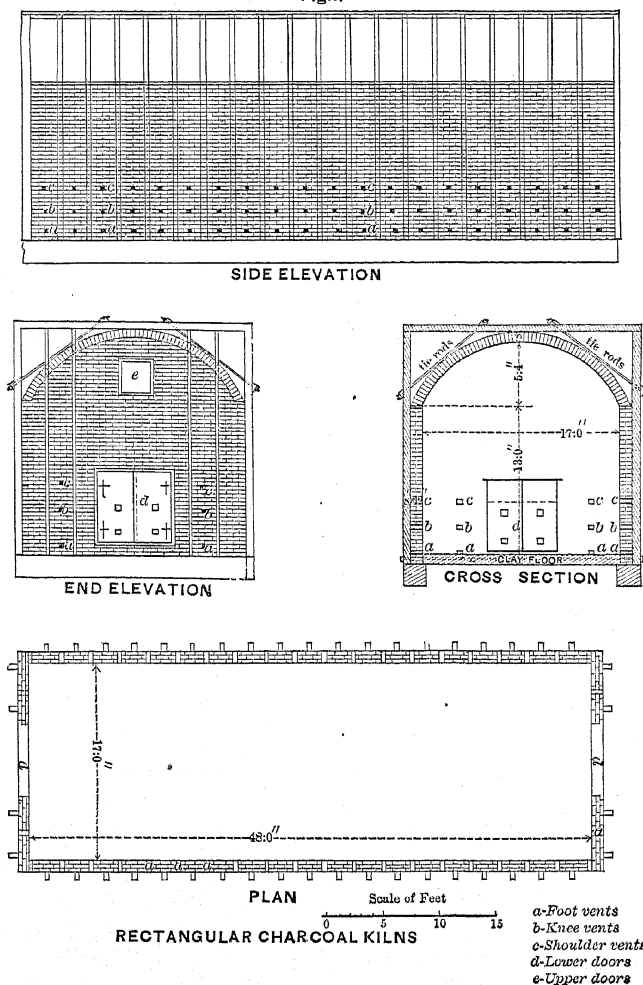 c c c
b b b
a a a
SIDE ELEVATION
e
d
c c
b b
a a
END ELEVATION
tie rods tie rods
5:4"
17:0"
13:0"
12"
c c c c
b b d b b
a a a a
CLAY FLOOR
CROSS SECTION
17:0"
48:0"
a a a
d
PLAN
Scale of Feet
0 5 10 15
RECTANGULAR CHARCOAL KILNS
a-Foot vents
b-Knee vents
c-Shoulder vents
d-Lower doors
e-Upper doors